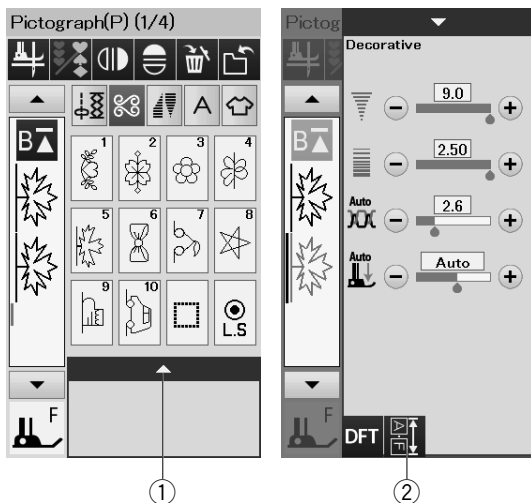 Pictograph(P) (1/4)
A
B
1
2
3
4
5
6
7
8
9
10
L.S
F
①
Pictog
Decorative
B
9.0
2.50
Auto
2.6
Auto
Auto
F
DFT
A
F
②